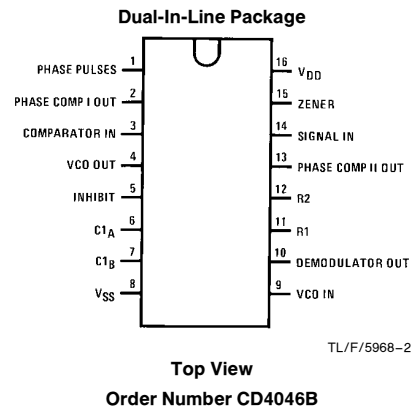 Dual-In-Line Package
PHASE PULSES 1
16 VDD
PHASE COMP I OUT 2
15 ZENER
COMPARATOR IN 3
14 SIGNAL IN
VCO OUT 4
13 PHASE COMP II OUT
INHIBIT 5
12 R2
C1A 6
11 R1
C1B 7
10 DEMODULATOR OUT
VSS 8
9 VCO IN
TL/F/5968–2
Top View
Order Number CD4046B